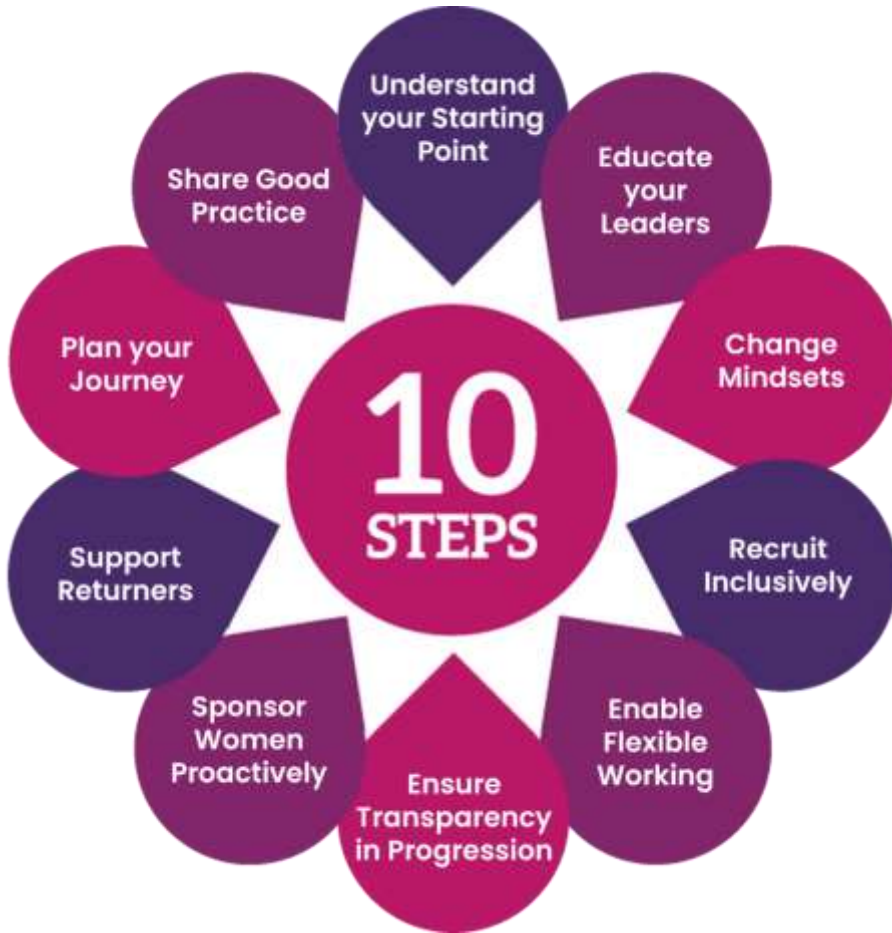 10
STEPS
Understand
your Starting
Point
Educate
your
Leaders
Change
Mindsets
Recruit
Inclusively
Enable
Flexible
Working
Ensure
Transparency
in Progression
Sponsor
Women
Proactively
Support
Returners
Plan your
Journey
Share Good
Practice